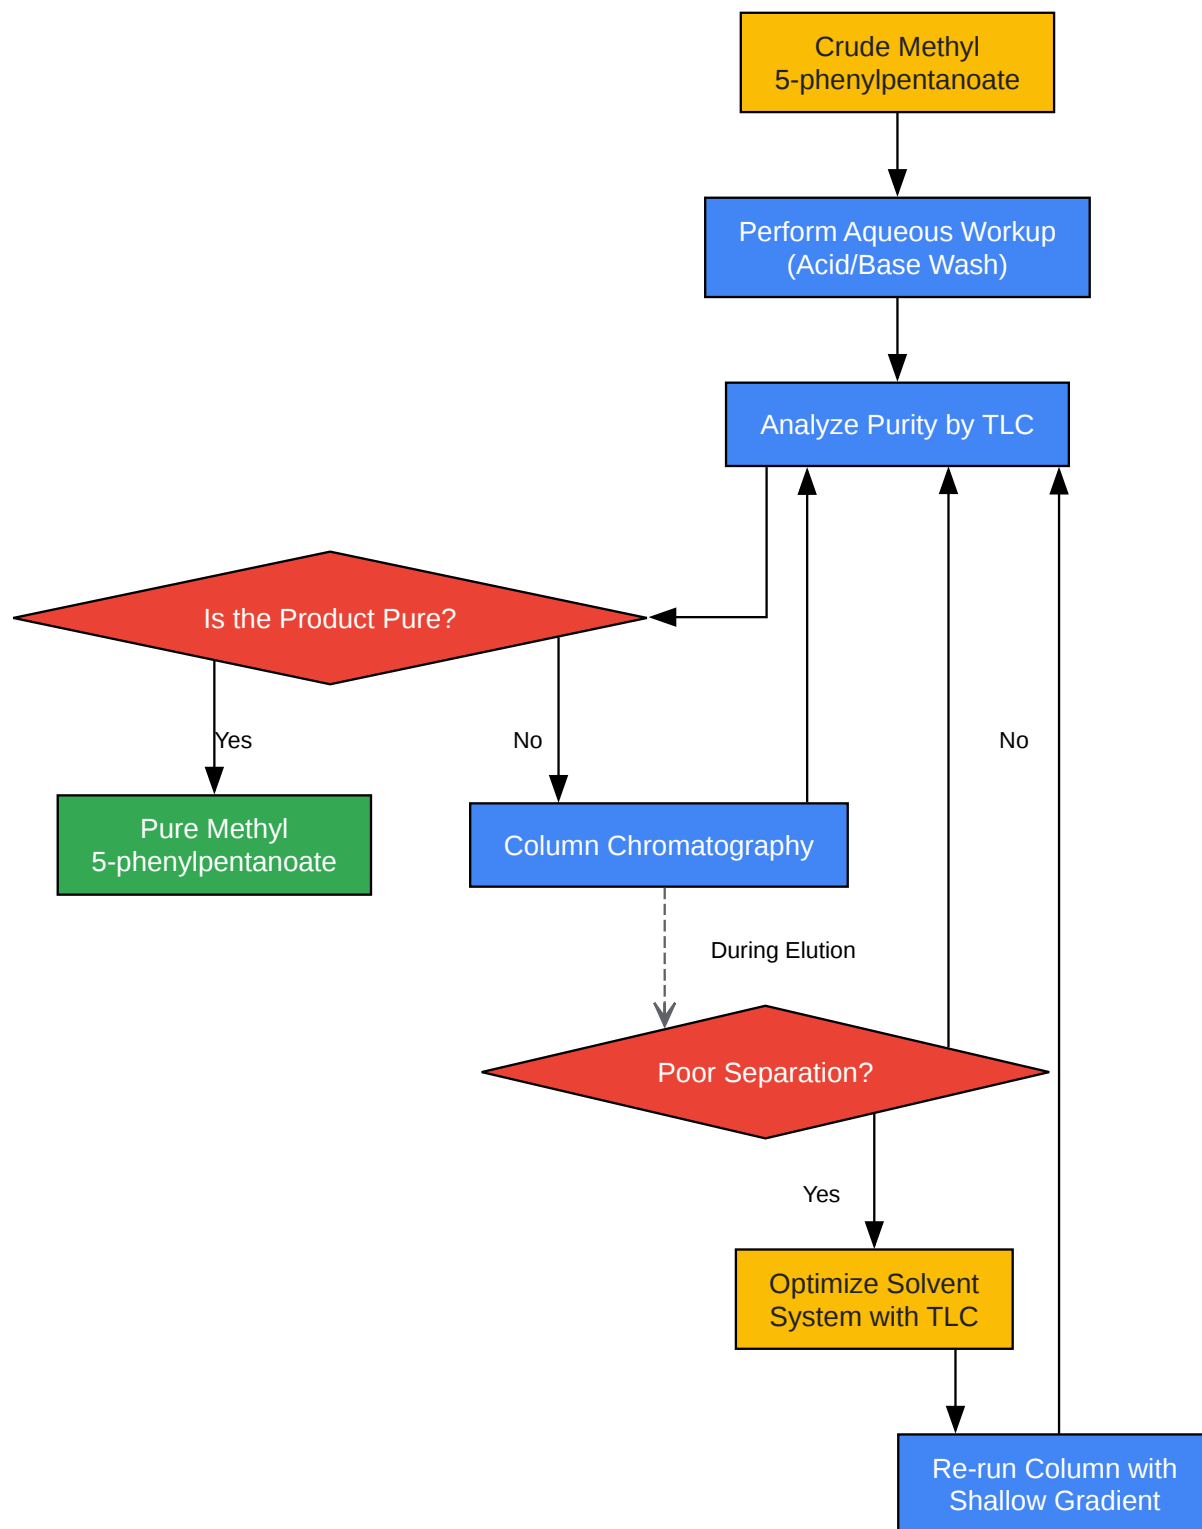 Crude Methyl
5-phenylpentanoate
Perform Aqueous Workup
(Acid/Base Wash)
Analyze Purity by TLC
Is the Product Pure?
Yes
No
No
Pure Methyl
5-phenylpentanoate
Column Chromatography
During Elution
Poor Separation?
Yes
Optimize Solvent
System with TLC
Re-run Column with
Shallow Gradient